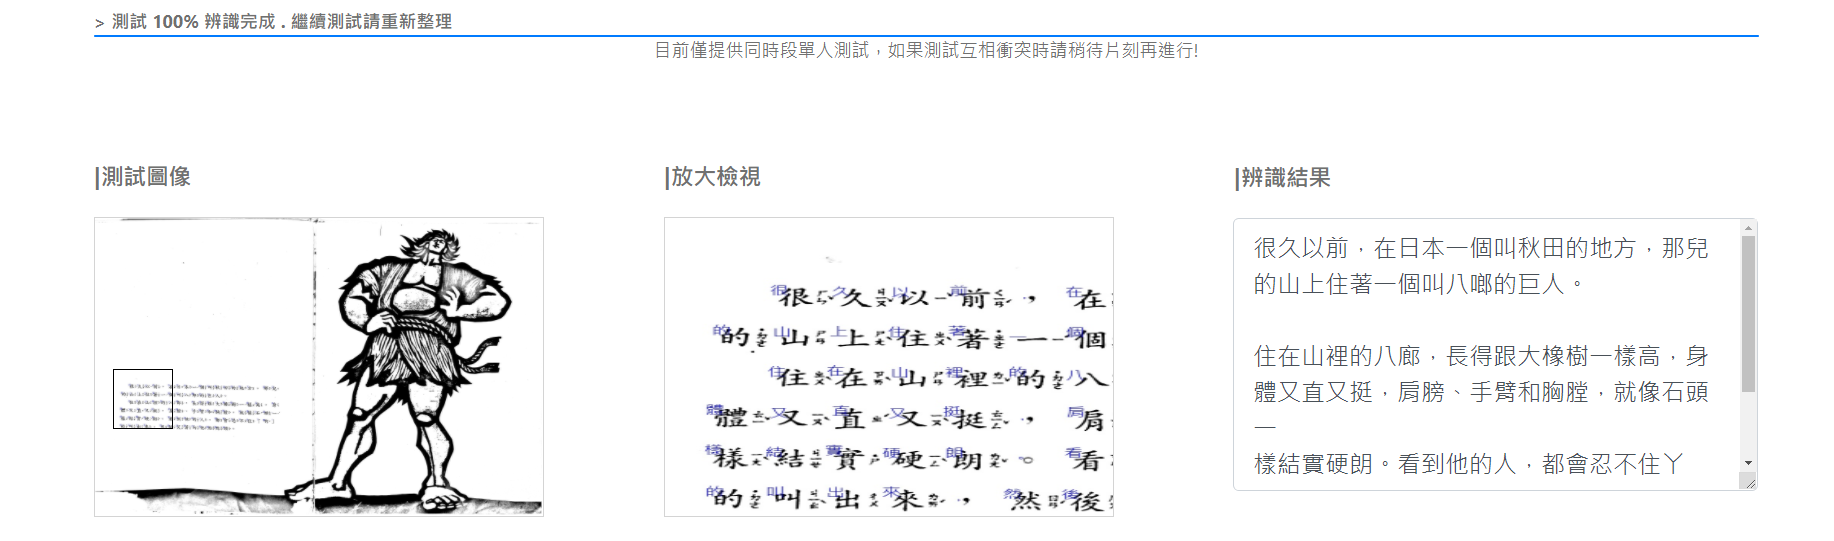 > 測試 100% 辨識完成 . 繼續測試請重新整理
目前僅提供同時段單人測試，如果測試互相衝突時請稍待片刻再進行!
|測試圖像
|放大檢視
很久以前，在
的山上住著一個
住在山裡的八
體又直又挺，肩
樣結實硬朗。看
的叫出來，然後
|辨識結果
很久以前，在日本一個叫秋田的地方，那兒
的山上住著一個叫八啷的巨人。
住在山裡的八廊，長得跟大橡樹一樣高，身
體又直又挺，肩膀、手臂和胸膛，就像石頭
一
樣結實硬朗。看到他的人，都會忍不住丫